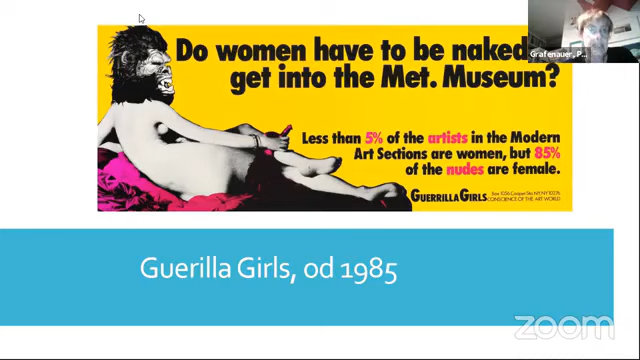 Do women have to be naked
get into the Met. Museum?
Grafenauer, P...
Less than 5% of the artists in the Modern
Art Sections are women, but 85%
of the nudes are female.
GUERRILLA GIRLS
CONSCIENCE OF THE ART WORLD
Guerilla Girls, od 1985
zoom